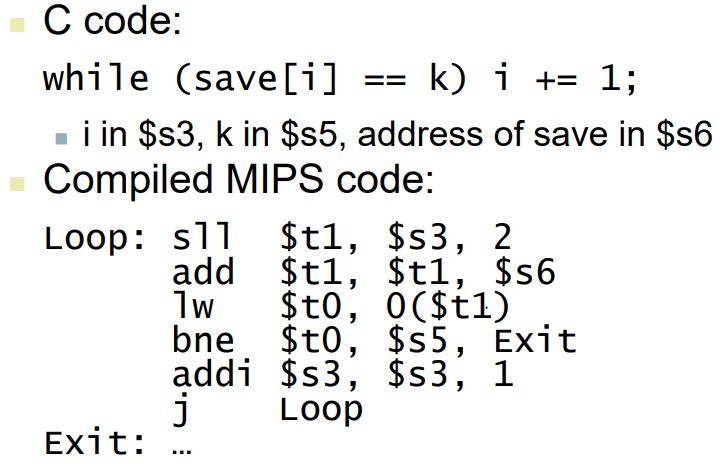 C code:
while (save[i] == k) i += 1;
i in $s3, k in $s5, address of save in $s6
Compiled MIPS code:
Loop: sll $t1, $s3, 2
add $t1, $t1, $s6
lw $t0, 0($t1)
bne $t0, $s5, Exit
addi $s3, $s3, 1
j Loop
Exit: …